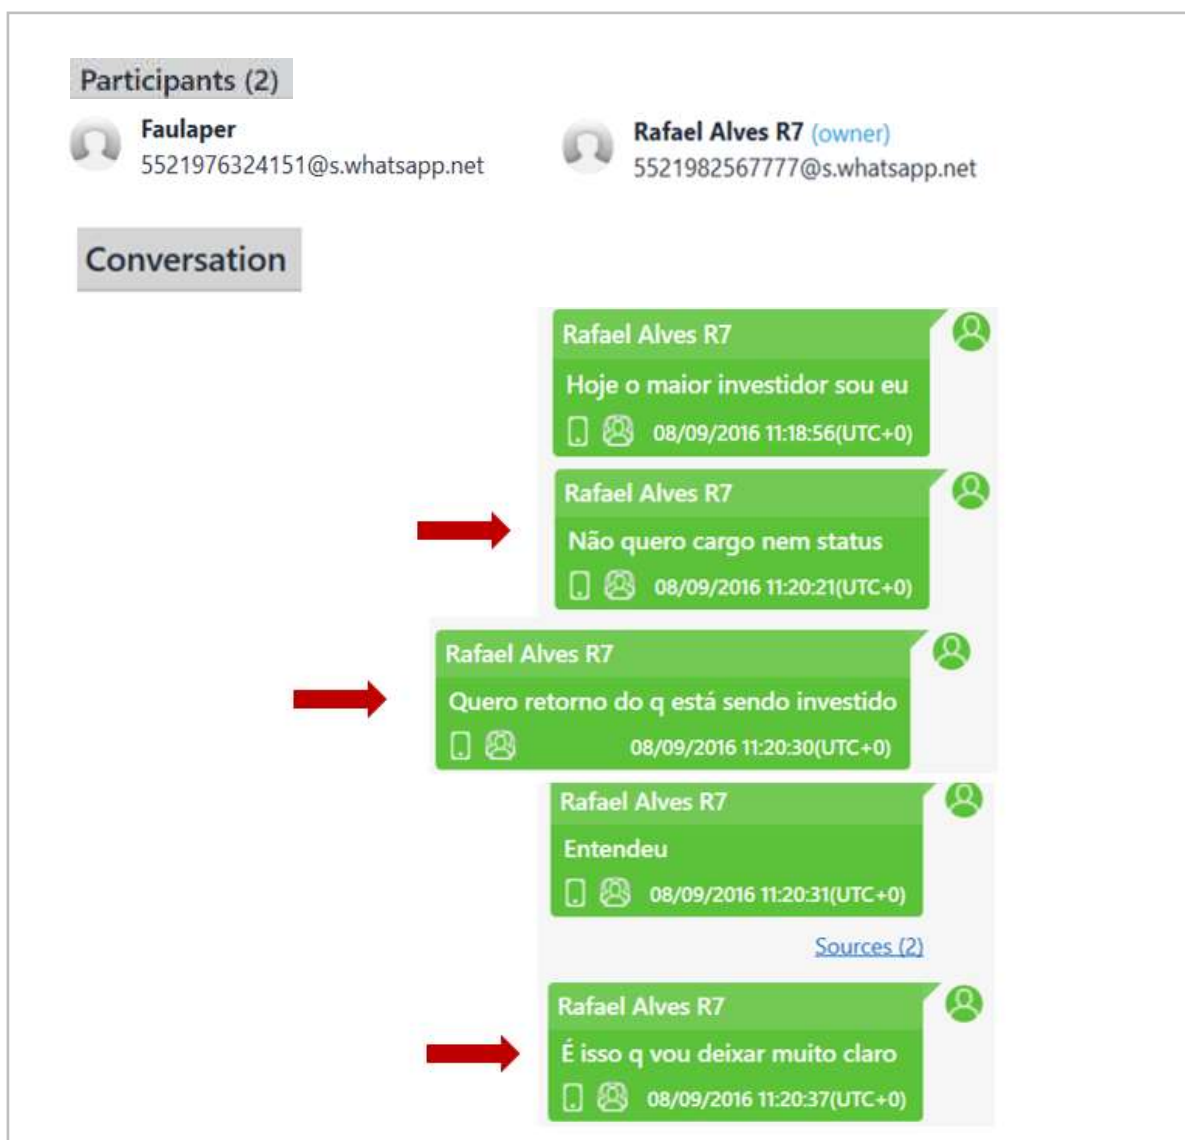 Participants (2)
Faulaper
5521976324151@s.whatsapp.net
Rafael Alves R7 (owner)
5521982567777@s.whatsapp.net
Conversation
Rafael Alves R7
Hoje o maior investidor sou eu
08/09/2016 11:18:56(UTC+0)
Rafael Alves R7
Não quero cargo nem status
08/09/2016 11:20:21(UTC+0)
Rafael Alves R7
Quero retorno do q está sendo investido
08/09/2016 11:20:30(UTC+0)
Rafael Alves R7
Entendeu
08/09/2016 11:20:31(UTC+0)
Sources (2)
Rafael Alves R7
É isso q vou deixar muito claro
08/09/2016 11:20:37(UTC+0)